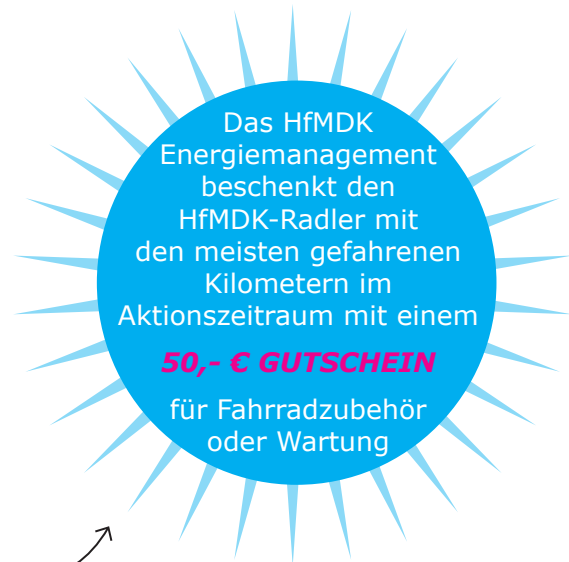 Das HfMDK
Energiemanagement
beschenkt den
HfMDK-Radler mit
den meisten gefahrenen
Kilometern im
Aktionszeitraum mit einem
50,- € GUTSCHEIN
für Fahrradzubehör
oder Wartung